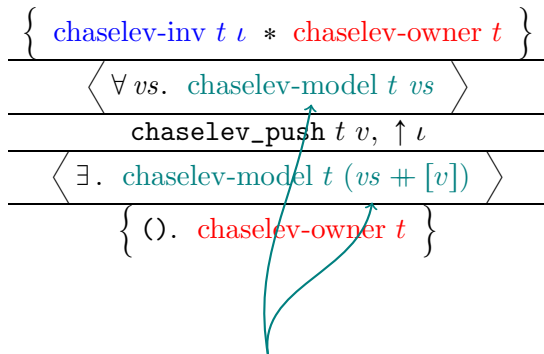 { chaselev-inv t ι * chaselev-owner t }
⟨ ∀ vs. chaselev-model t vs ⟩
chaselev_push t v, ↑ ι
⟨ ∃ . chaselev-model t (vs ⧺ [v]) ⟩
{ (). chaselev-owner t }